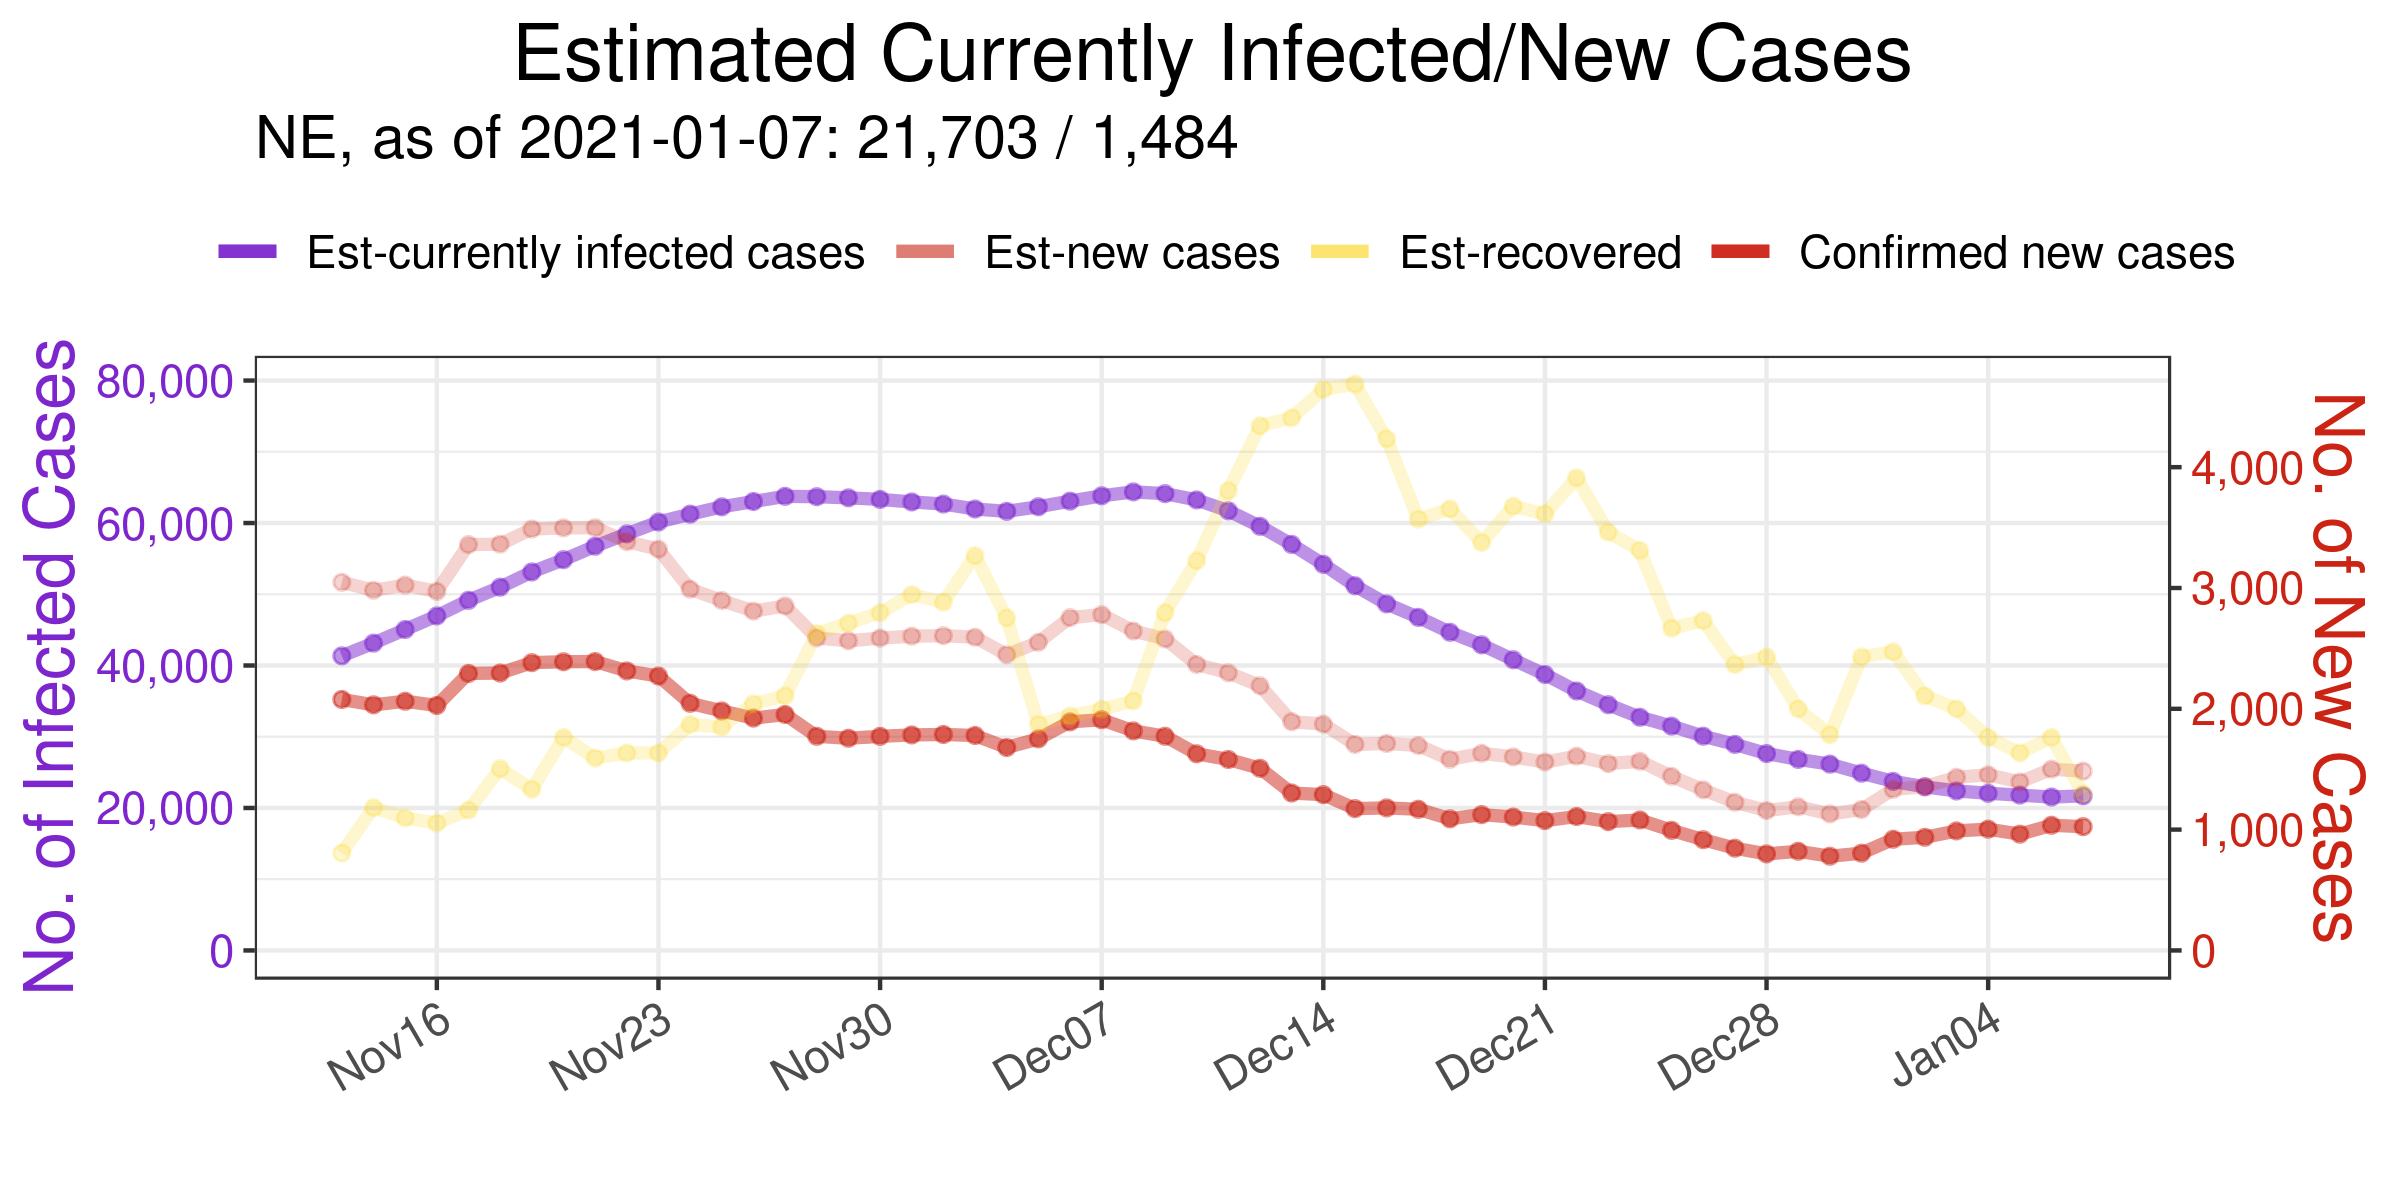 Estimated Currently Infected/New Cases
NE, as of 2021-01-07: 21,703 / 1,484
Est-currently infected cases Est-new cases Est-recovered Confirmed new cases
No. of Infected Cases
80,000
60,000
40,000
20,000
0
No. of New Cases
4,000
3,000
2,000
1,000
0
Nov16 Nov23 Nov30 Dec07 Dec14 Dec21 Dec28 Jan04